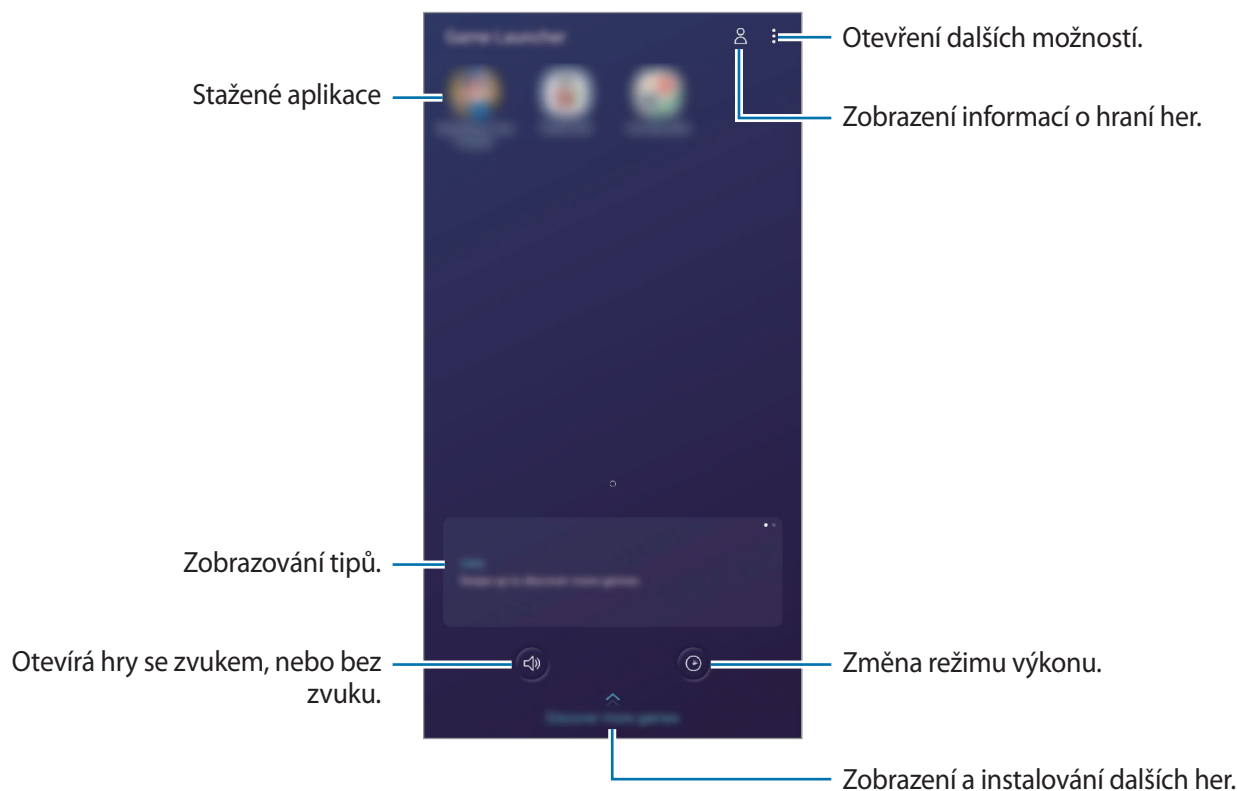 Game Launcher
Otevření dalších možností.
Stažené aplikace
Zobrazení informací o hraní her.
Zobrazování tipů.
Swipe up to discover more games.
Otevírá hry se zvukem, nebo bez
zvuku.
Změna režimu výkonu.
Discover more games
Zobrazení a instalování dalších her.